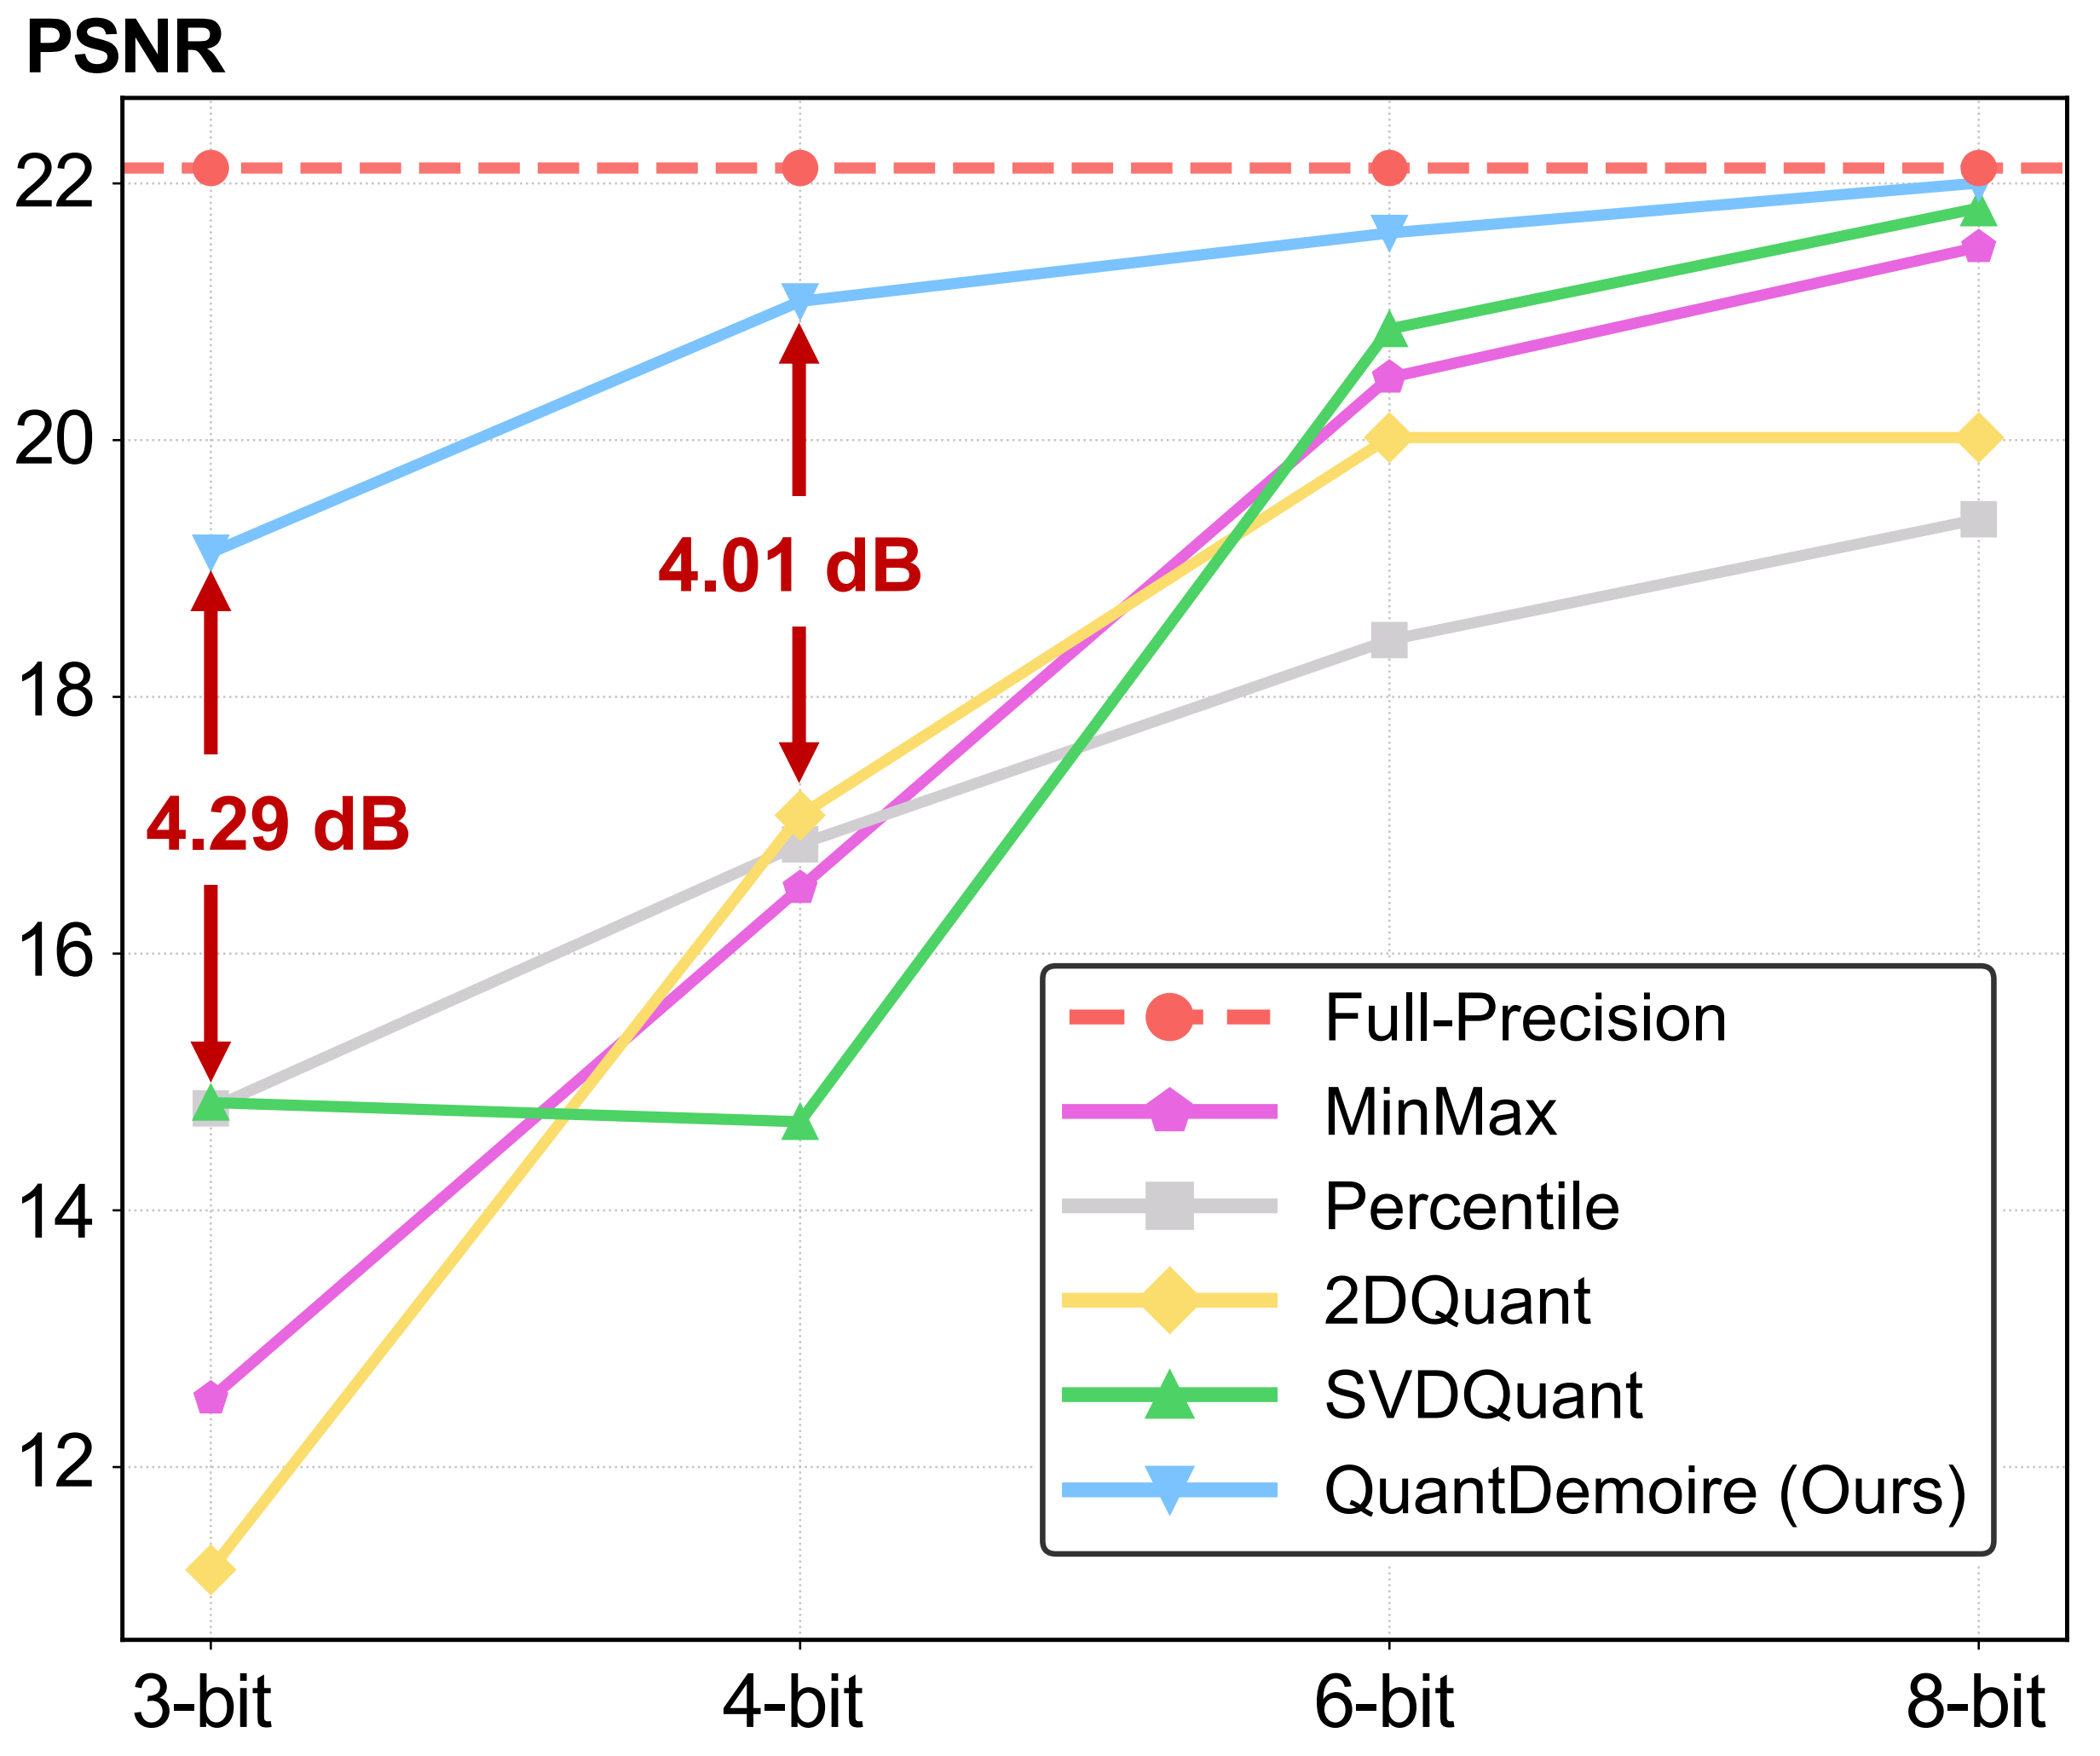 PSNR
22
20
18
16
14
12
4.01 dB
4.29 dB
Full-Precision
MinMax
Percentile
2DQuant
SVDQuant
QuantDemoire (Ours)
3-bit 4-bit 6-bit 8-bit